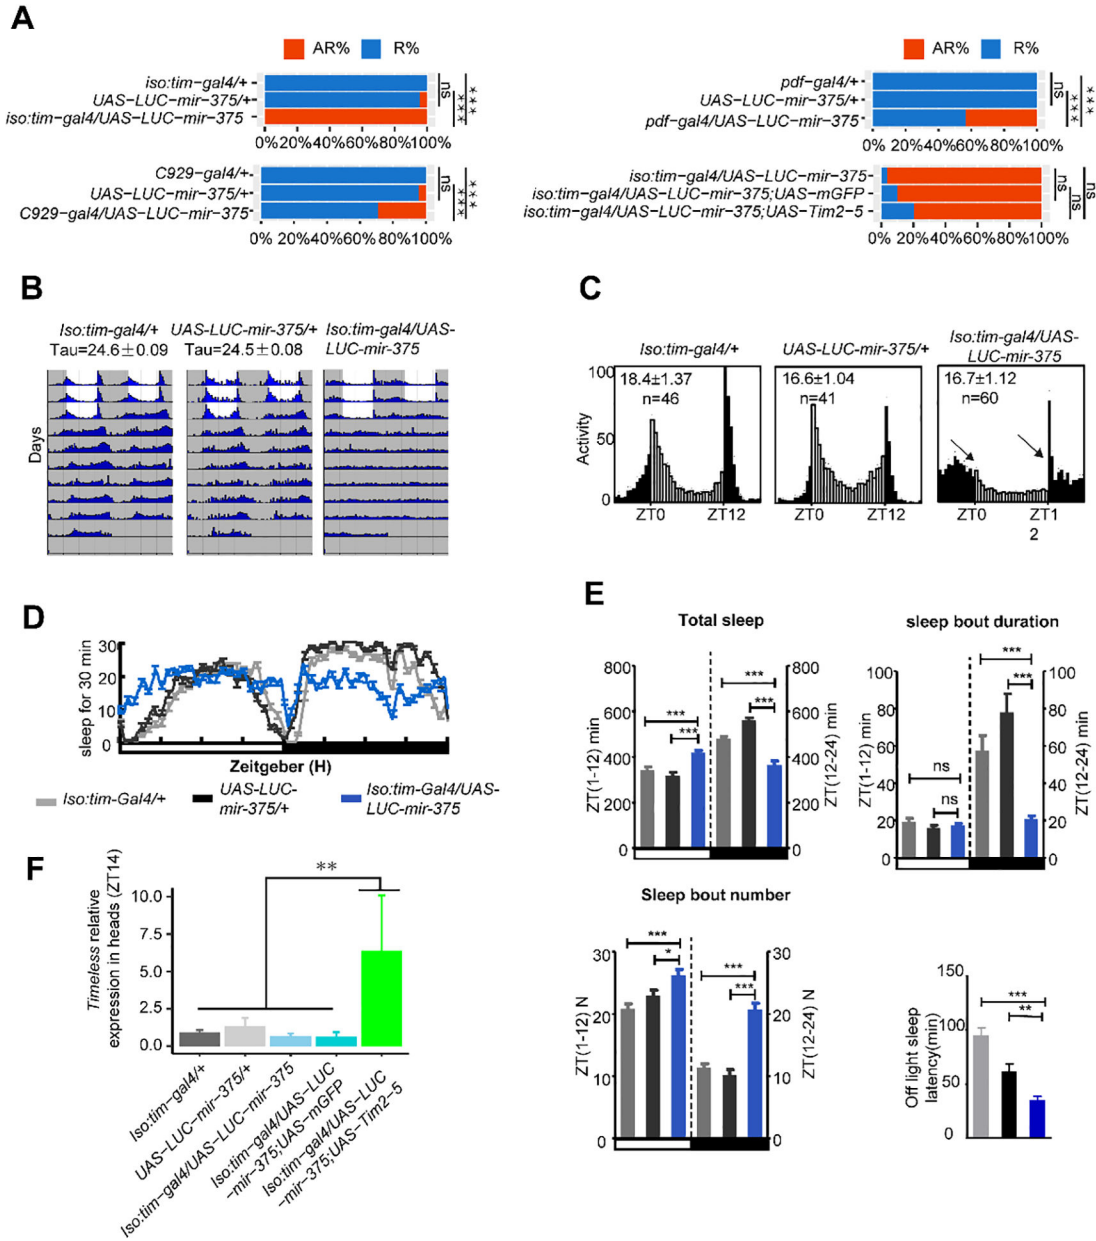 A
AR% R%
iso:tim-gal4/+
UAS-LUC-mir-375/+
iso:tim-gal4/UAS-LUC-mir-375
ns
***
***
0% 20% 40% 60% 80% 100%
C929-gal4/+
UAS-LUC-mir-375/+
C929-gal4/UAS-LUC-mir-375
ns
***
***
0% 20% 40% 60% 80% 100%
AR% R%
pdf-gal4/+
UAS-LUC-mir-375/+
pdf-gal4/UAS-LUC-mir-375
ns
***
***
0% 20% 40% 60% 80% 100%
iso:tim-gal4/UAS-LUC-mir-375
iso:tim-gal4/UAS-LUC-mir-375;UAS-mGFP
iso:tim-gal4/UAS-LUC-mir-375;UAS-Tim2-5
ns
ns
ns
0% 20% 40% 60% 80% 100%
B
Iso:tim-gal4/+
Tau=24.6±0.09
UAS-LUC-mir-375/+
Tau=24.5±0.08
Iso:tim-gal4/UAS-
LUC-mir-375
Days
C
Iso:tim-gal4/+
UAS-LUC-mir-375/+
Iso:tim-gal4/UAS-
LUC-mir-375
Activity
100
50
0
18.4±1.37
n=46
16.6±1.04
n=41
16.7±1.12
n=60
ZT0 ZT12
ZT0 ZT12
ZT0 ZT1
2
D
sleep for 30 min
30
20
10
0
Zeitgeber (H)
Iso:tim-Gal4/+
UAS-LUC-
mir-375/+
Iso:tim-Gal4/UAS-
LUC-mir-375
E
Total sleep
ZT(1-12) min
800
600
400
200
0
***
***
***
***
800
600
400
200
0
ZT(12-24) min
sleep bout duration
ZT(1-12) min
100
80
60
40
20
0
ns
ns
***
***
100
80
60
40
20
0
ZT(12-24) min
Sleep bout number
ZT(1-12) N
30
20
10
0
***
*
***
***
30
20
10
0
ZT(12-24) N
Off light sleep
latency(min)
150
100
50
0
***
**
F
Timeless relative
expression in heads (ZT14)
10.0
7.5
5.0
2.5
0.0
**
Iso:tim-gal4/+
UAS-LUC-mir-375/+
Iso:tim-gal4/UAS-LUC-mir-375
Iso:tim-gal4/UAS-LUC
-mir-375;UAS-mGFP
Iso:tim-gal4/UAS-LUC
-mir-375;UAS-Tim2-5